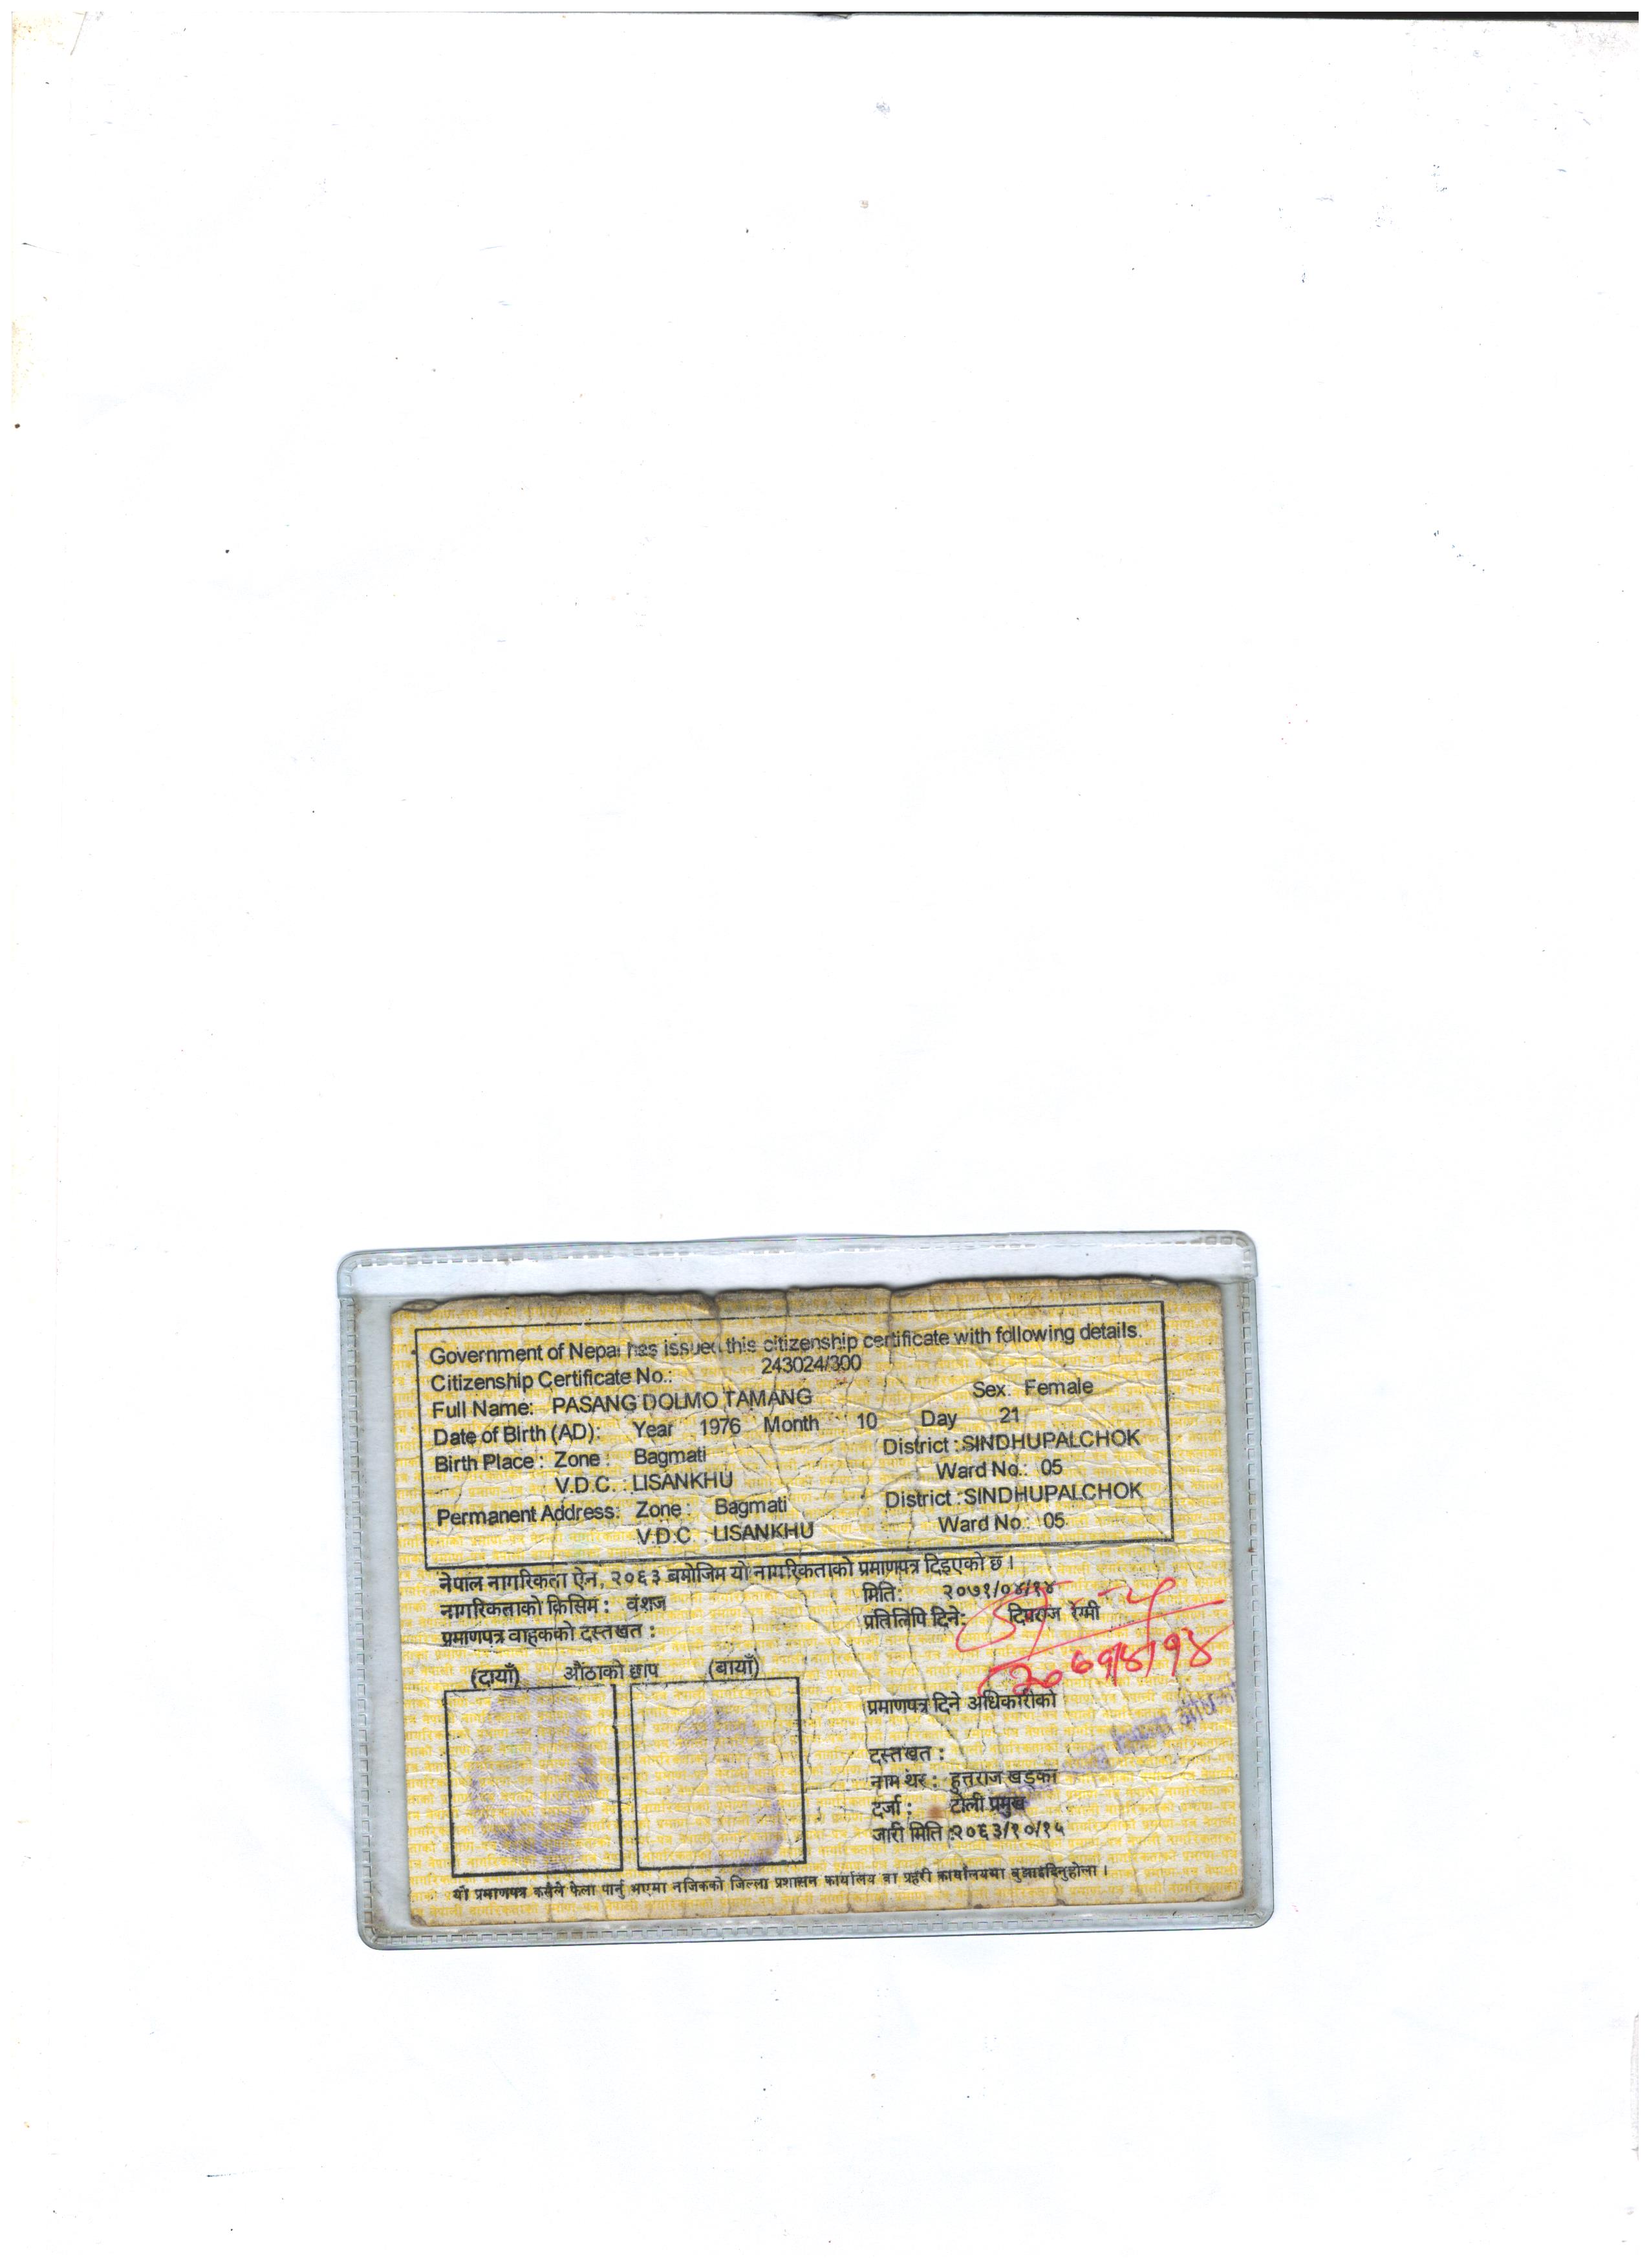 Government of Nepal has issued this citizenship certificate with following details.
Citizenship Certificate No.: 243024/300
Full Name: PASANG DOLMO TAMANG Sex: Female
Date of Birth (AD): Year 1976 Month 10 Day 21
Birth Place: Zone: Bagmati District: SINDHUPALCHOK
V.D.C. : LISANKHU Ward No.: 05
Permanent Address: Zone: Bagmati District: SINDHUPALCHOK
V.D.C : LISANKHU Ward No.: 05
नेपाल नागरिकता ऐन, २०६३ बमोजिम यो नागरिकताको प्रमाणपत्र दिइएको छ।
नागरिकताको किसिम: वंशज मिति: २०७१/०४/१४
प्रमाणपत्र वाहकको दस्तखत: प्रतिलिपि दिने: रेग्मी
२०७१/४/१४
(दायाँ) औंठाको छाप (बायाँ)
प्रमाणपत्र दिने अधिकारीको
दस्तखत:
नाम थर: हुतराज खड्का
दर्जा: टोली प्रमुख
जारी मिति: २०६३/१०/१५
यो प्रमाणपत्र कसैले फेला पार्नु भएमा नजिकको जिल्ला प्रशासन कार्यालय वा प्रहरी कार्यालयमा बुझाइदिनुहोला।